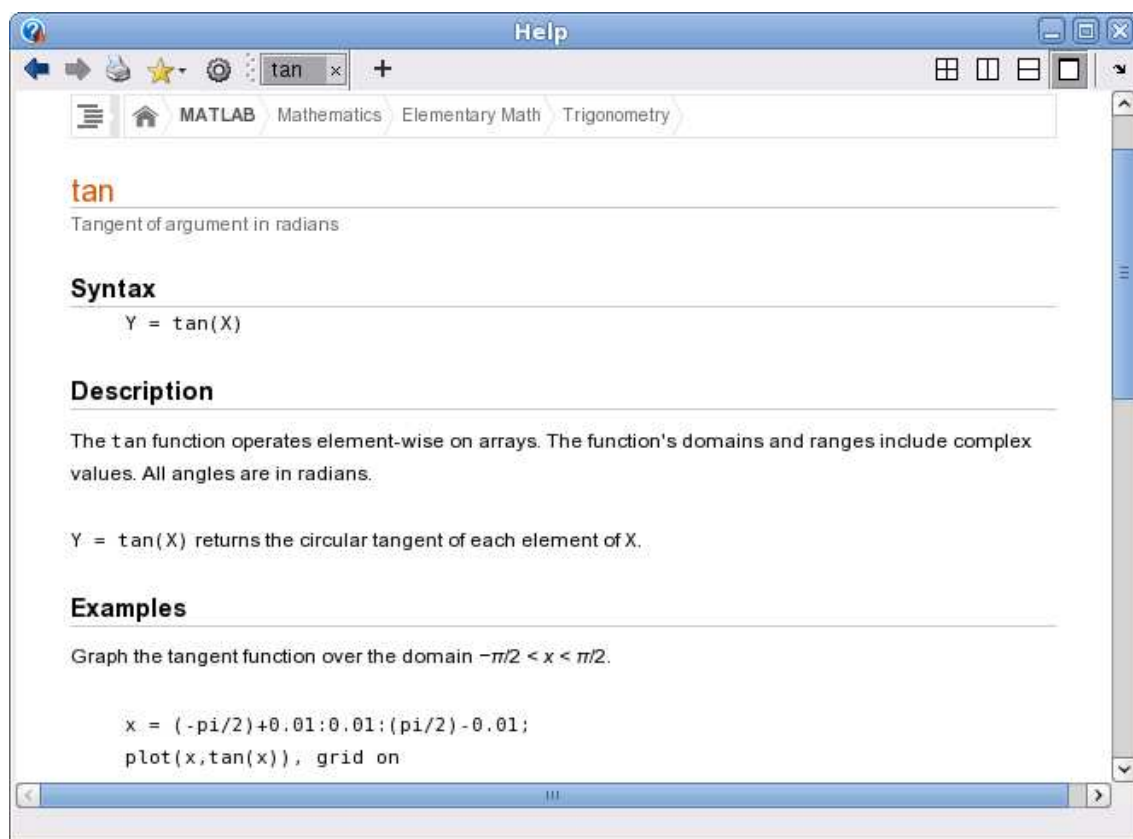 Help
tan
MATLAB Mathematics Elementary Math Trigonometry
tan
Tangent of argument in radians
Syntax
Y = tan(X)
Description
The tan function operates element-wise on arrays. The function's domains and ranges include complex
values. All angles are in radians.
Y = tan(X) returns the circular tangent of each element of X.
Examples
Graph the tangent function over the domain −π/2 < x < π/2.
x = (-pi/2)+0.01:0.01:(pi/2)-0.01;
plot(x,tan(x)), grid on